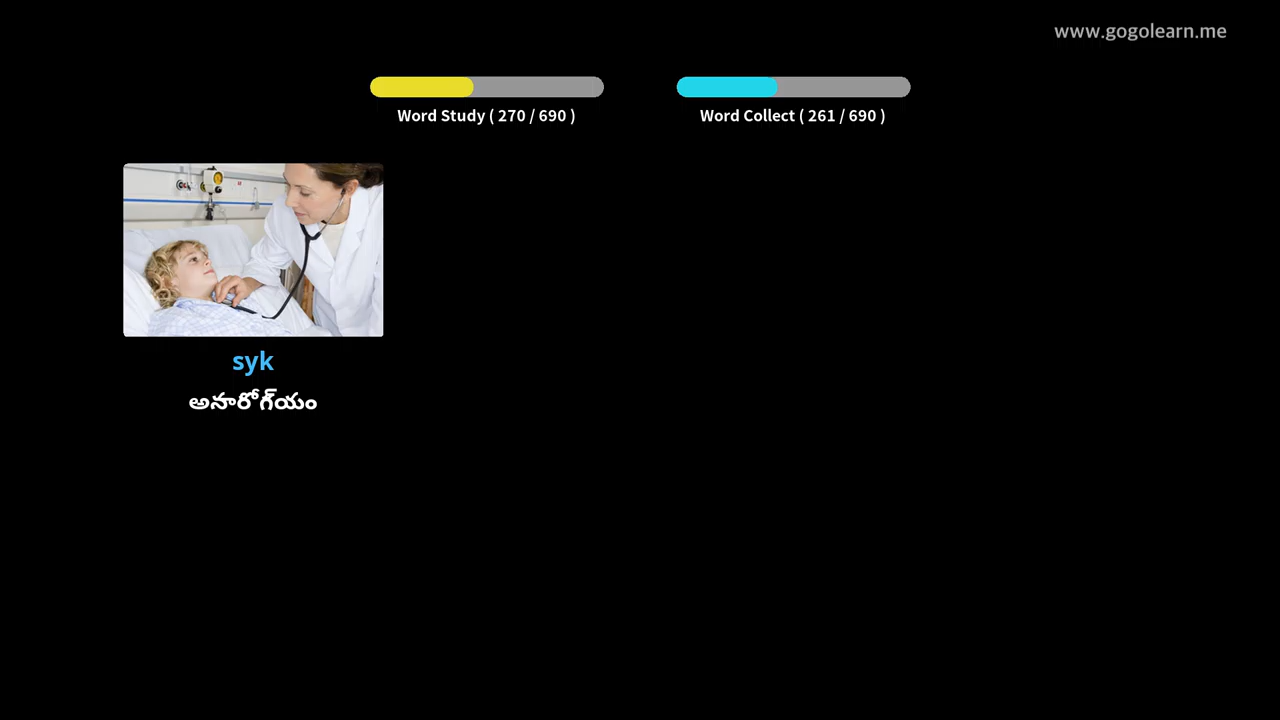 www.gogolearn.me
Word Study ( 270 / 690 )
Word Collect ( 261 / 690 )
syk
అనారోగ్‌యం